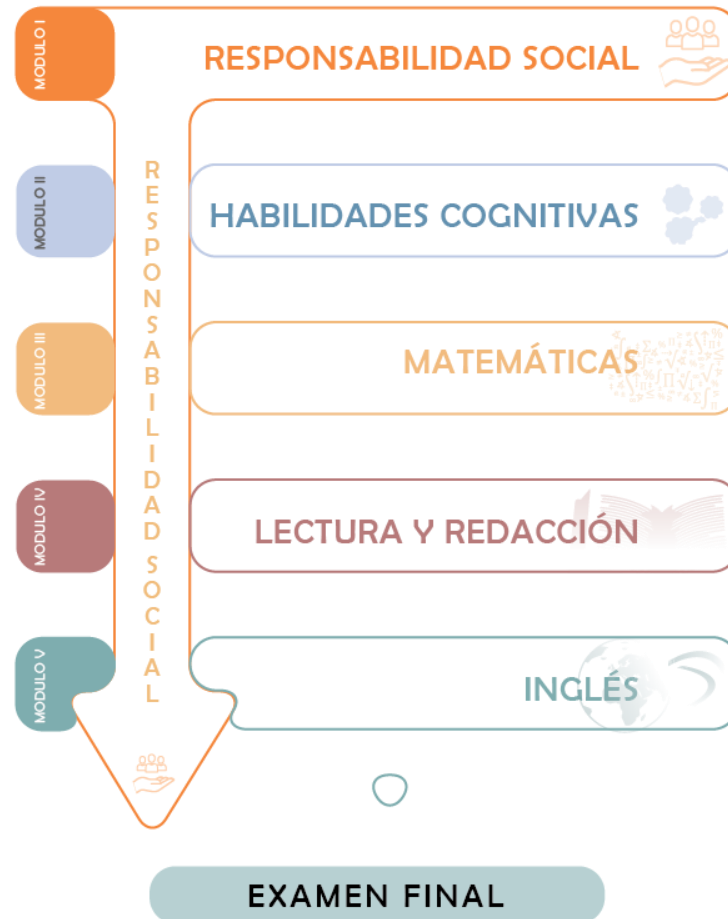 MODULO I
RESPONSABILIDAD SOCIAL
MODULO II
HABILIDADES COGNITIVAS
MODULO III
MATEMÁTICAS
MODULO IV
LECTURA Y REDACCIÓN
MODULO V
INGLÉS
RESPONSABILIDAD SOCIAL
EXAMEN FINAL